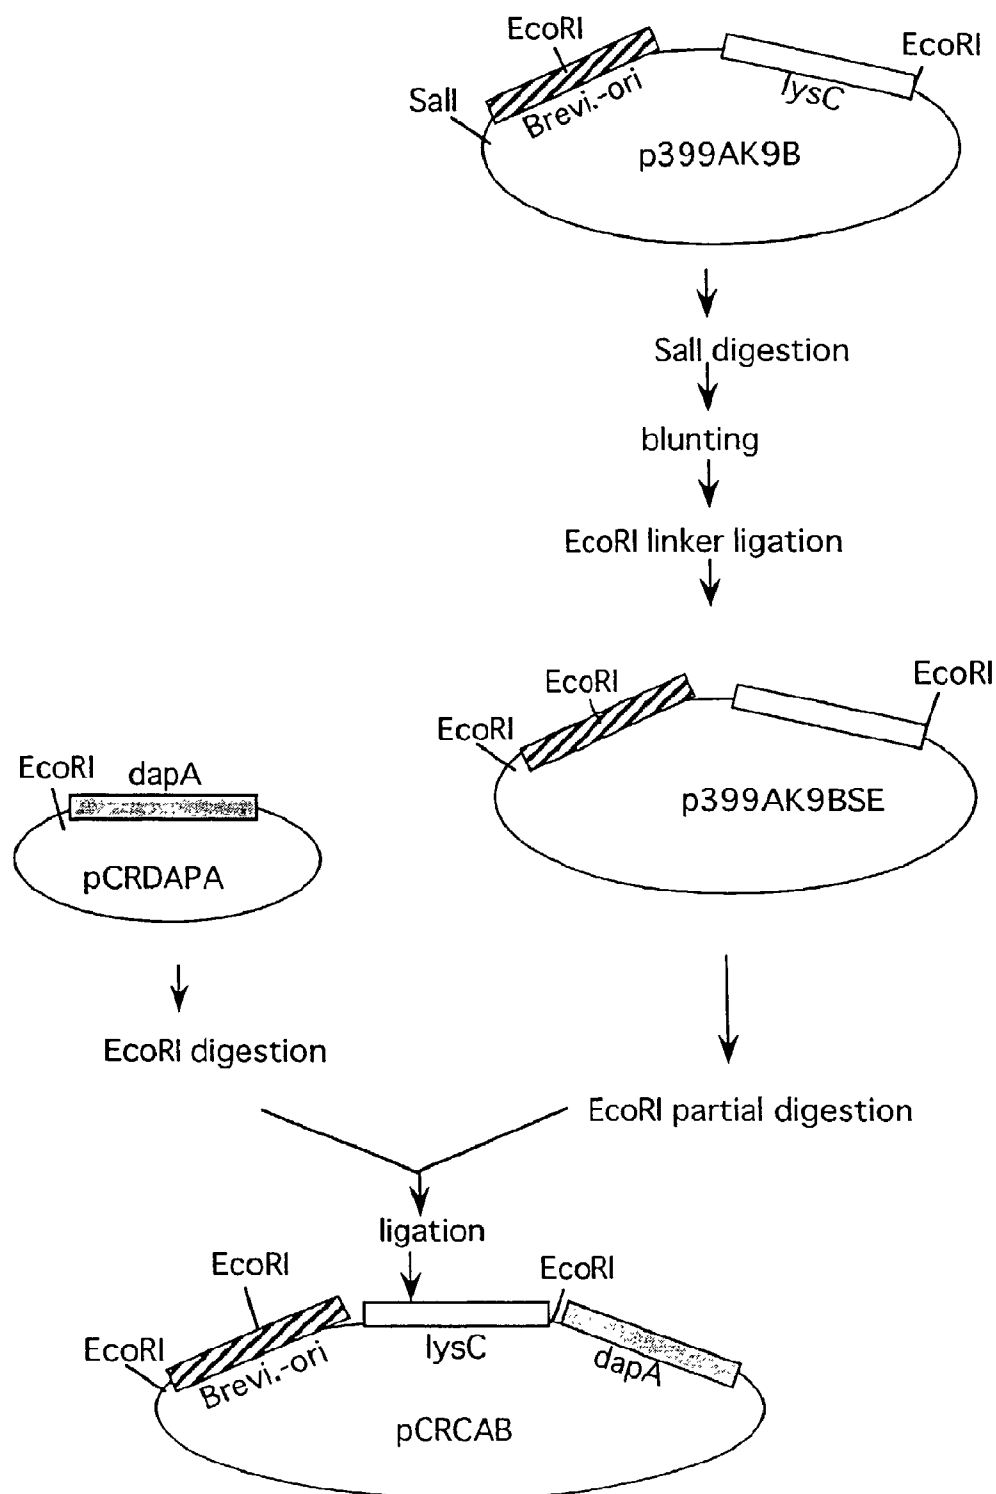 EcoRI
EcoRI
SalI
Brevi.-ori
lysC
p399AK9B
SalI digestion
blunting
EcoRI linker ligation
EcoRI
EcoRI
EcoRI
p399AK9BSE
EcoRI
dapA
pCRDAPA
EcoRI digestion
EcoRI partial digestion
ligation
EcoRI
EcoRI
EcoRI
Brevi.-ori
lysC
dapA
pCRCAB